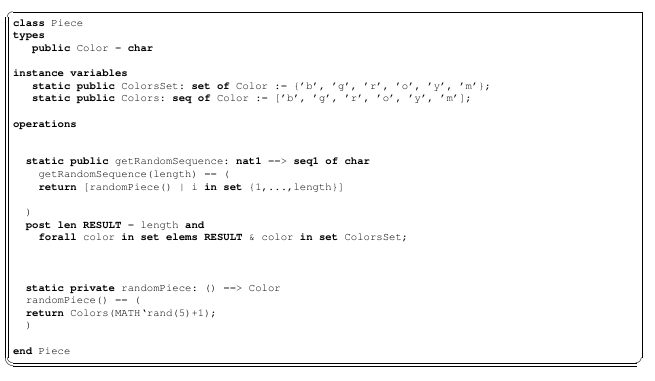 class Piece
types
public Color = char
instance variables
static public ColorsSet: set of Color := {'b', 'g', 'r', 'o', 'y', 'm'};
static public Colors: seq of Color := ['b', 'g', 'r', 'o', 'y', 'm'];
operations
static public getRandomSequence: nat1 ==> seq1 of char
getRandomSequence(length) == (
return [randomPiece() | i in set {1,...,length}]
)
post len RESULT = length and
forall color in set elems RESULT & color in set ColorsSet;
static private randomPiece: () ==> Color
randomPiece() == (
return Colors(MATH`rand(5)+1);
)
end Piece